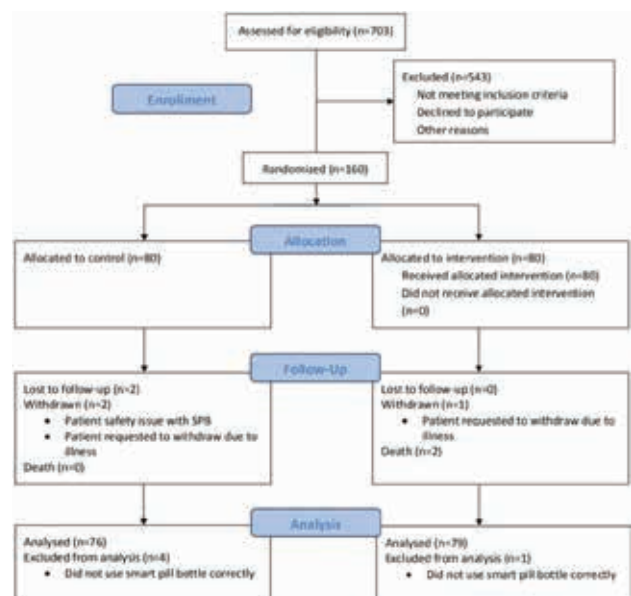 Assessed for eligibility (n=703)
Enrolment
Excluded (n=543)
Not meeting inclusion criteria
Declined to participate
Other reasons
Randomised (n=160)
Allocation
Allocated to control (n=80)
Allocated to intervention (n=80)
Received allocated intervention (n=80)
Did not receive allocated intervention
(n=0)
Follow-Up
Lost to follow-up (n=2)
Withdrawn (n=2)
• Patient safety issue with SPB
• Patient requested to withdraw due to
illness
Death (n=0)
Lost to follow-up (n=0)
Withdrawn (n=1)
• Patient requested to withdraw due to
illness
Death (n=2)
Analysis
Analysed (n=76)
Excluded from analysis (n=4)
• Did not use smart pill bottle correctly
Analysed (n=79)
Excluded from analysis (n=1)
• Did not use smart pill bottle correctly